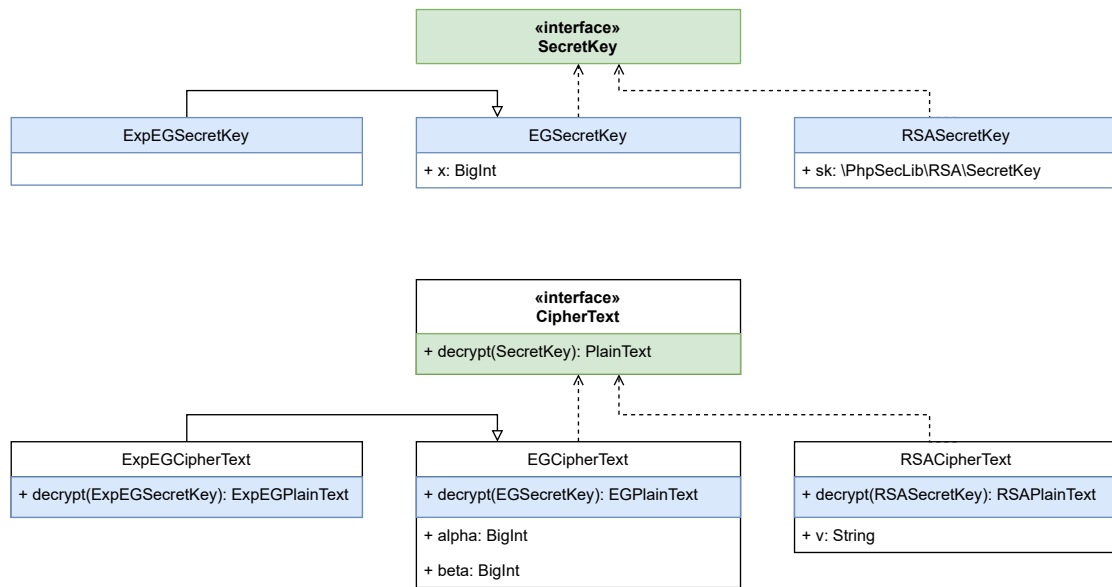 «interface»
SecretKey
ExpEGSecretKey
EGSecretKey
+ x: BigInt
RSASecretKey
+ sk: \PhpSecLib\RSA\SecretKey
«interface»
CipherText
+ decrypt(SecretKey): PlainText
ExpEGCipherText
+ decrypt(ExpEGSecretKey): ExpEGPlainText
EGCipherText
+ decrypt(EGSecretKey): EGPlainText
+ alpha: BigInt
+ beta: BigInt
RSACipherText
+ decrypt(RSASecretKey): RSAPlainText
+ v: String